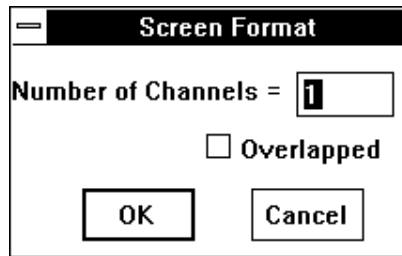 Screen Format
Number of Channels = 1
Overlapped
OK Cancel